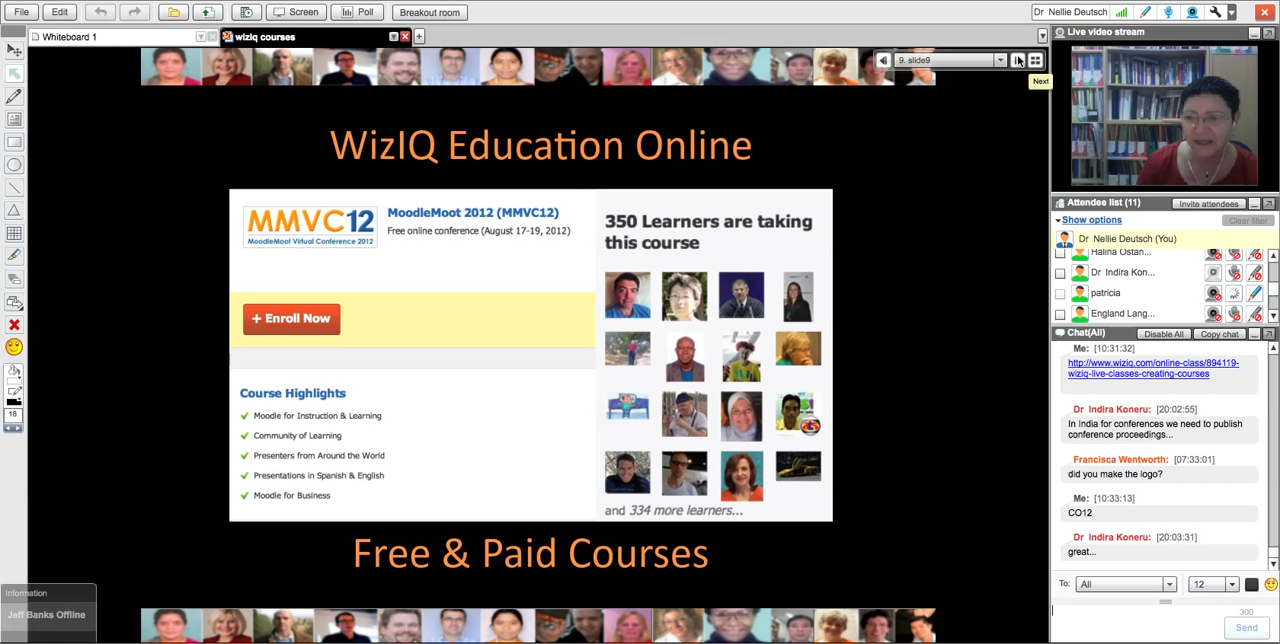 File
Edit
Screen
Poll
Breakout room
Dr Nellie Deutsch
Whiteboard 1
wiziq courses
9. slide9
Next
WizIQ Education Online
MMVC12
MoodleMoot Virtual Conference 2012
MoodleMoot 2012 (MMVC12)
Free online conference (August 17-19, 2012)
+ Enroll Now
Course Highlights
Moodle for Instruction & Learning
Community of Learning
Presenters from Around the World
Presentations in Spanish & English
Moodle for Business
350 Learners are taking
this course
and 334 more learners...
Free & Paid Courses
18
Information
Jeff Banks Offline
Live video stream
Attendee list (11)
Invite attendees
Show options
Clear filter
Dr Nellie Deutsch (You)
Halina Ostan...
Dr Indira Kon...
patricia
England Lang...
Chat(All)
Disable All
Copy chat
Me: [10:31:32]
http://www.wiziq.com/online-class/894119-
wiziq-live-classes-creating-courses
Dr Indira Koneru: [20:02:55]
In India for conferences we need to publish
conference proceedings...
Francisca Wentworth: [07:33:01]
did you make the logo?
Me: [10:33:13]
CO12
Dr Indira Koneru: [20:03:31]
great...
To:
All
12
300
Send